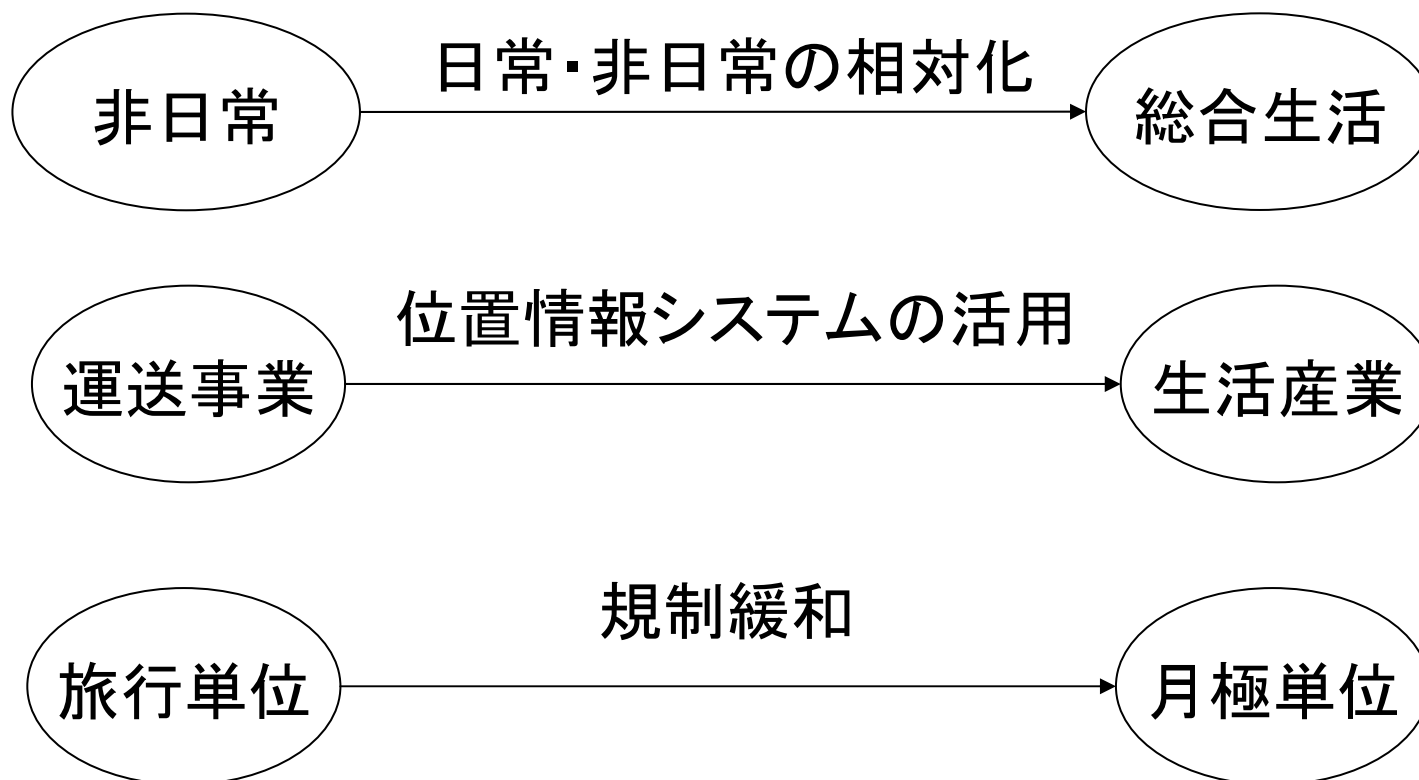 日常・非日常の相対化
非日常
総合生活
位置情報システムの活用
運送事業
生活産業
規制緩和
旅行単位
月極単位